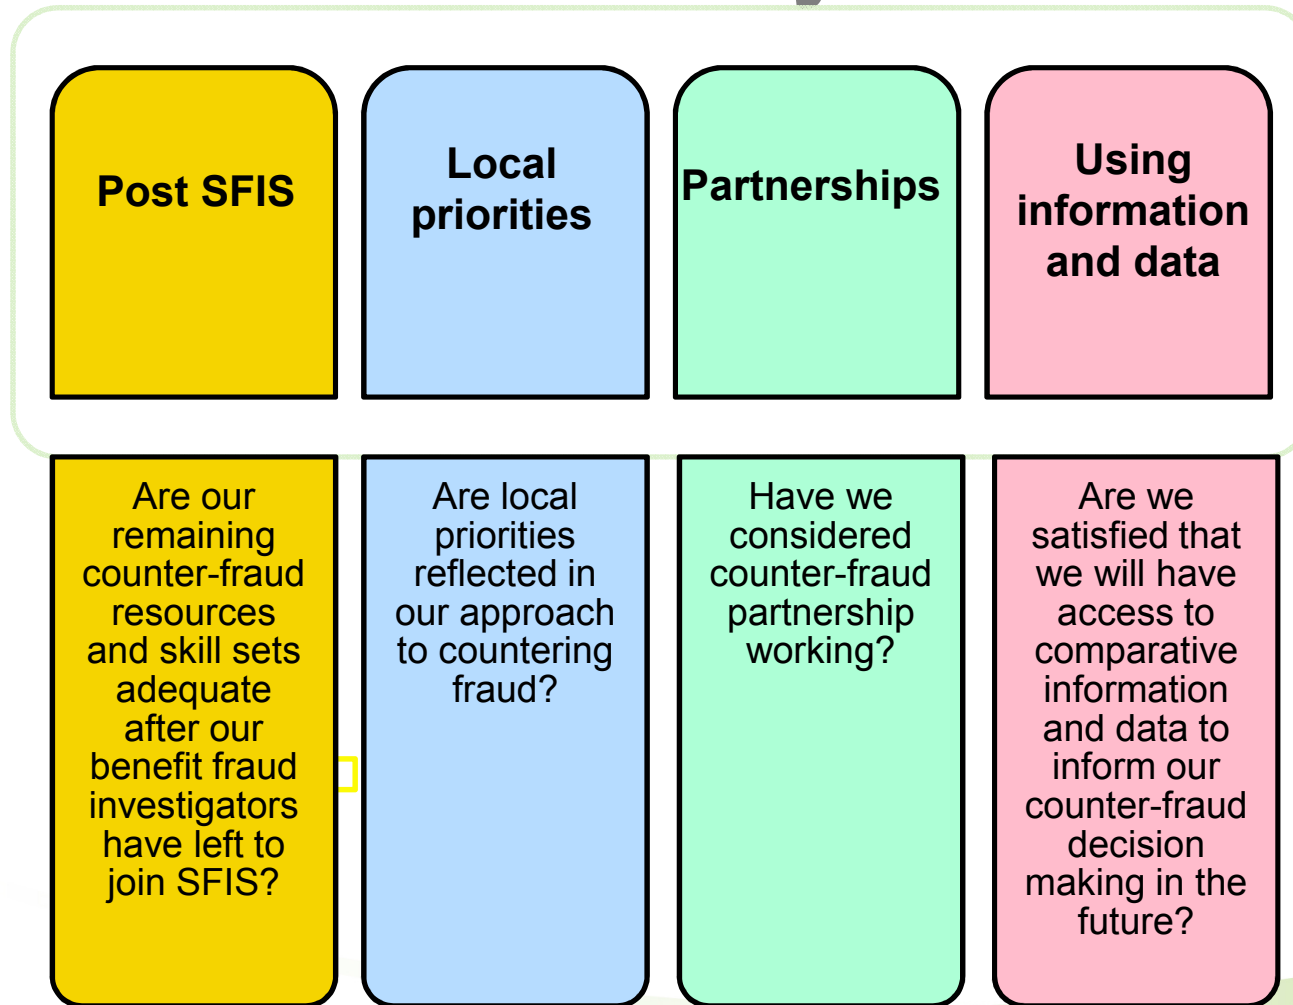 Post SFIS
Local
priorities
Partnerships
Using
information
and data
Are our
remaining
counter-fraud
resources
and skill sets
adequate
after our
benefit fraud
investigators
have left to
join SFIS?
Are local
priorities
reflected in
our approach
to countering
fraud?
Have we
considered
counter-fraud
partnership
working?
Are we
satisfied that
we will have
access to
comparative
information
and data to
inform our
counter-fraud
decision
making in the
future?